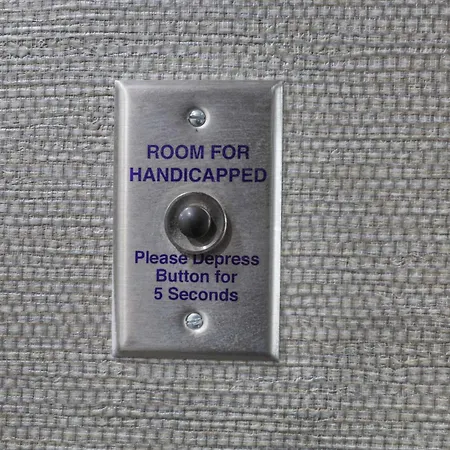 ROOM FOR
HANDICAPPED
Please Depress
Button for
5 Seconds